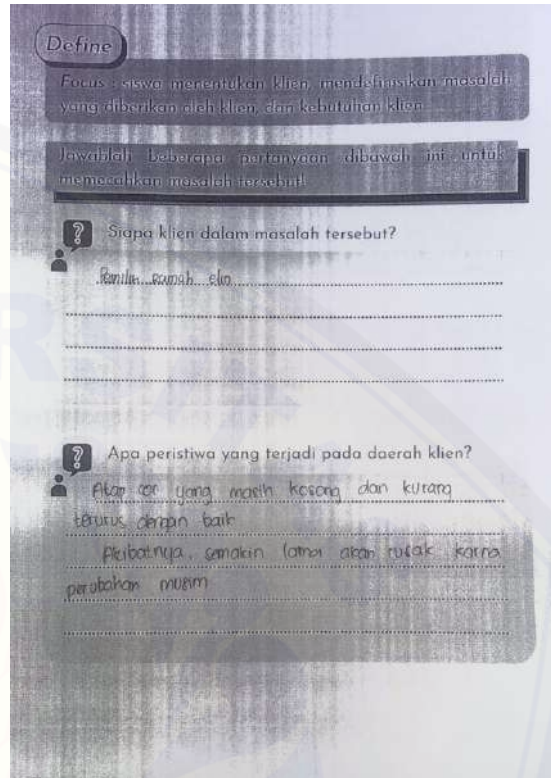 Define
Focus : siswa menentukan klien, mendefinisikan masalah
yang diberikan oleh klien, dan kebutuhan klien
Jawablah beberapa pertanyaan dibawah ini untuk
memecahkan masalah tersebut!
? Siapa klien dalam masalah tersebut?
Pemilik rumah elio
? Apa peristiwa yang terjadi pada daerah klien?
Atap cor yang masih kosong dan kurang
terurus dengan baik
Akibatnya, semakin lama akan rusak karna
perubahan musim